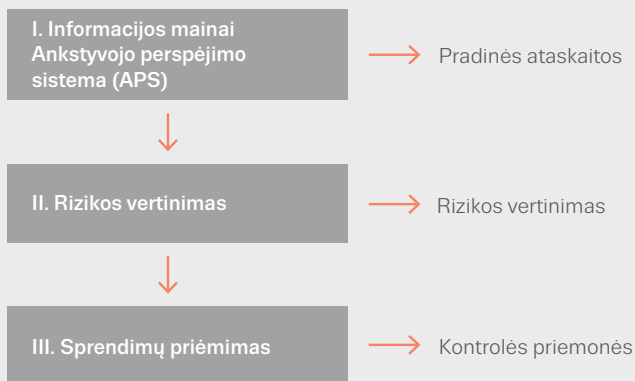 I. Informacijos mainai
Ankstyvojo perspėjimo
sistema (APS)
Pradinės ataskaitos
II. Rizikos vertinimas
Rizikos vertinimas
III. Sprendimų priėmimas
Kontrolės priemonės